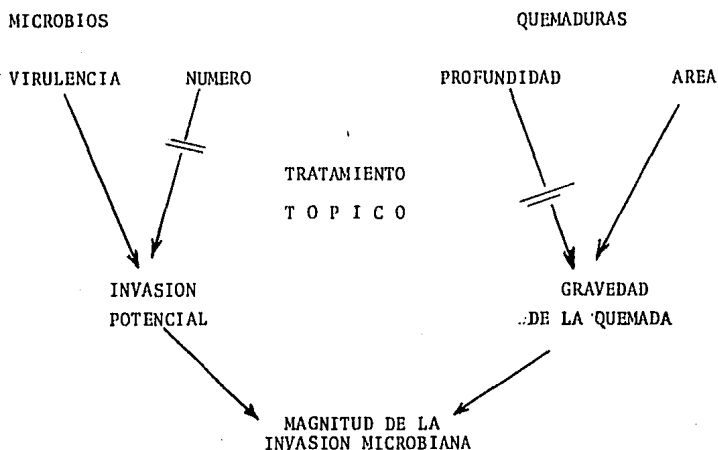 MICROBIOS QUEMADURAS
VIRULENCIA NUMERO PROFUNDIDAD AREA
TRATAMIENTO
T O P I C O
INVASION GRAVEDAD
POTENCIAL DE LA QUEMADA
MAGNITUD DE LA
INVASION MICROBIANA